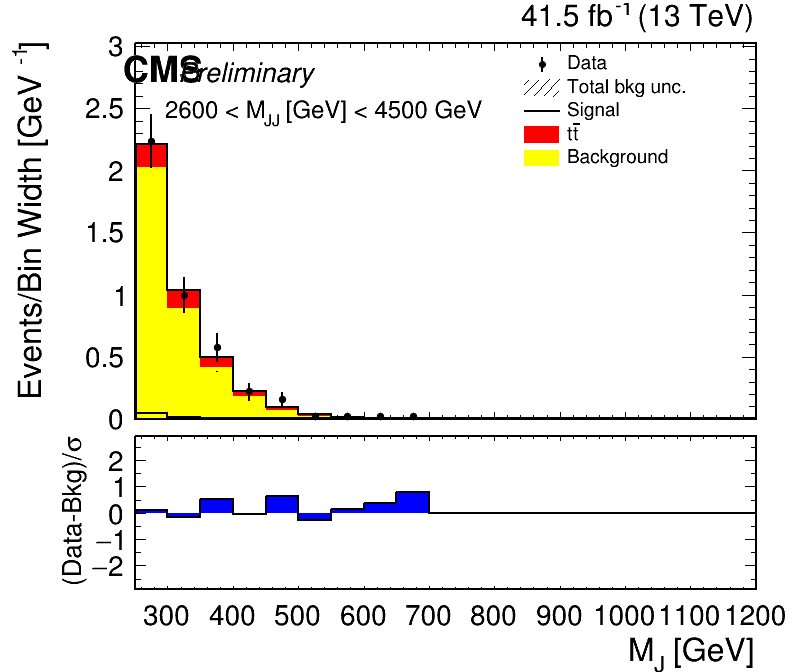 41.5 fb⁻¹ (13 TeV)
CMS Preliminary
2600 < M_JJ [GeV] < 4500 GeV
Data
Total bkg unc.
Signal
tt̄
Background
Events/Bin Width [GeV⁻¹]
3
2.5
2
1.5
1
0.5
0
(Data-Bkg)/σ
2
1
0
−1
−2
300 400 500 600 700 800 900 1000 1100 1200
M_J [GeV]